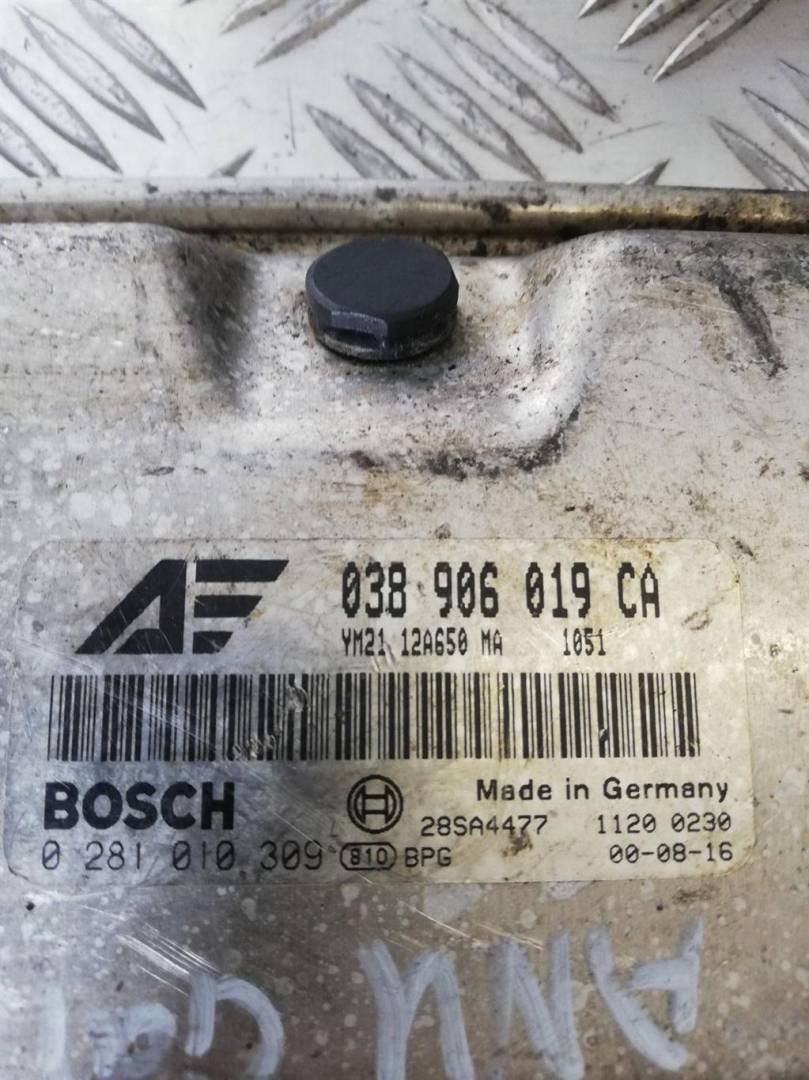 AF 038 906 019 CA
YM21 12A650 MA 1051
BOSCH Made in Germany
28SA4477 1120 0230
0 281 010 309 810 BPG 00-08-16